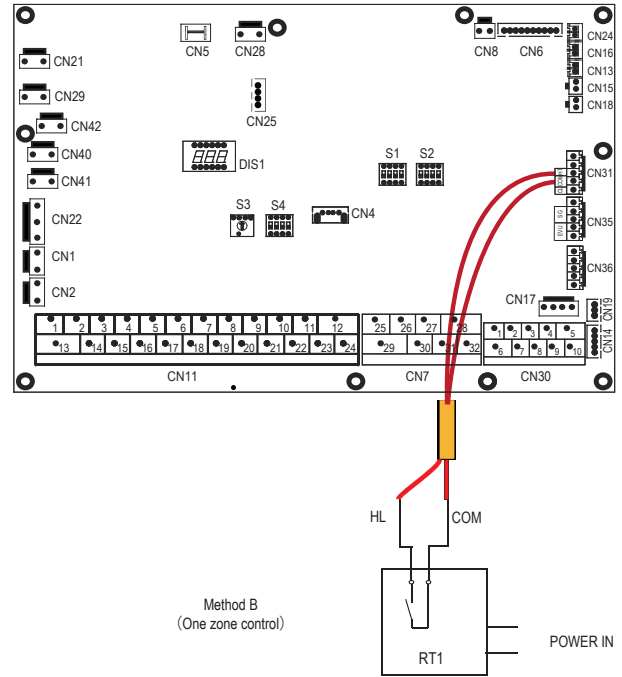 CN5
CN28
CN8
CN6
CN24
CN16
CN13
CN15
CN18
CN21
CN29
CN42
CN25
CN40
CN41
DIS1
S1
S2
CN31
CN22
S3
S4
CN4
SG
EVU
CN35
CN1
CN36
CN2
CN17
CN19
1 2 3 4 5 6 7 8 9 10 11 12
25 26 27 28
1 2 3 4 5
13 14 15 16 17 18 19 20 21 22 23 24
29 30 31 32
6 7 8 9 10
CN14
CN11
CN7
CN30
HL
COM
Method B
(One zone control)
RT1
POWER IN